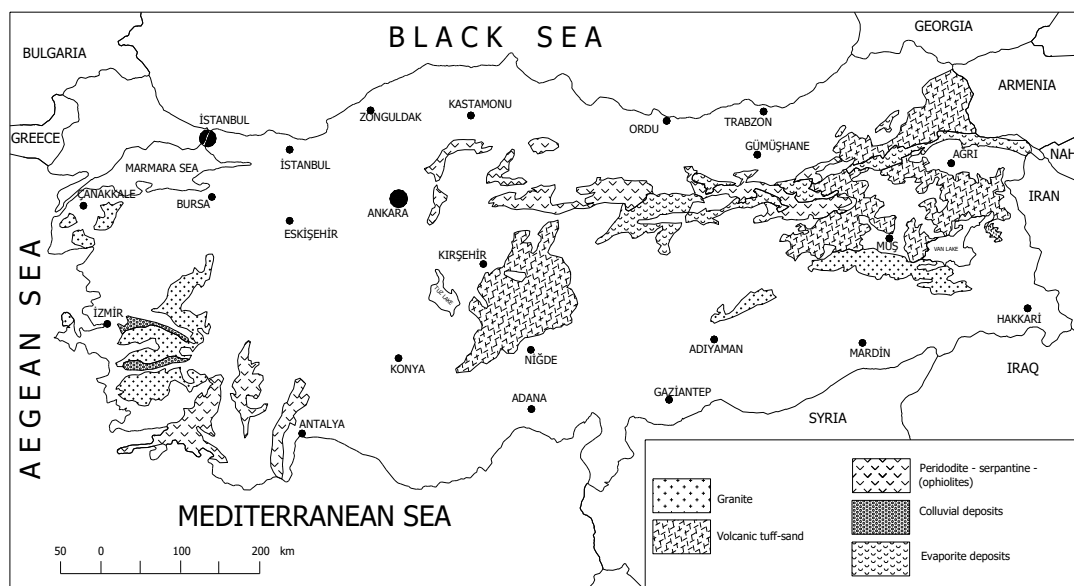 BLACK SEA
GEORGIA
BULGARIA
ARMENIA
KASTAMONU
ZONGULDAK
TRABZON
İSTANBUL
ORDU
GREECE
GÜMÜŞHANE
NAH
İSTANBUL
AGRI
MARMARA SEA
ÇANAKKALE
BURSA
IRAN
ANKARA
ESKİŞEHİR
MUŞ
VAN LAKE
KIRŞEHİR
TUZ LAKE
AEGEAN SEA
İZMİR
HAKKARİ
ADIYAMAN
MARDİN
NİĞDE
KONYA
IRAQ
GAZİANTEP
ADANA
SYRIA
ANTALYA
MEDITERRANEAN SEA
50 0 100 200 km
Granite
Volcanic tuff-sand
Peridodite - serpantine -
(ophiolites)
Colluvial deposits
Evaporite deposits